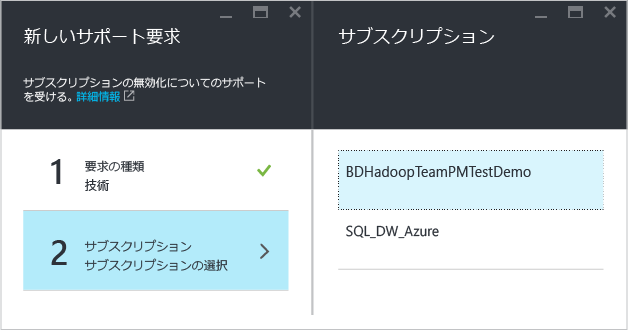 新しいサポート要求
サブスクリプションの無効化についてのサポート
を受ける。詳細情報
1
要求の種類
技術
2
サブスクリプション
サブスクリプションの選択
サブスクリプション
BDHadoopTeamPMTestDemo
SQL_DW_Azure